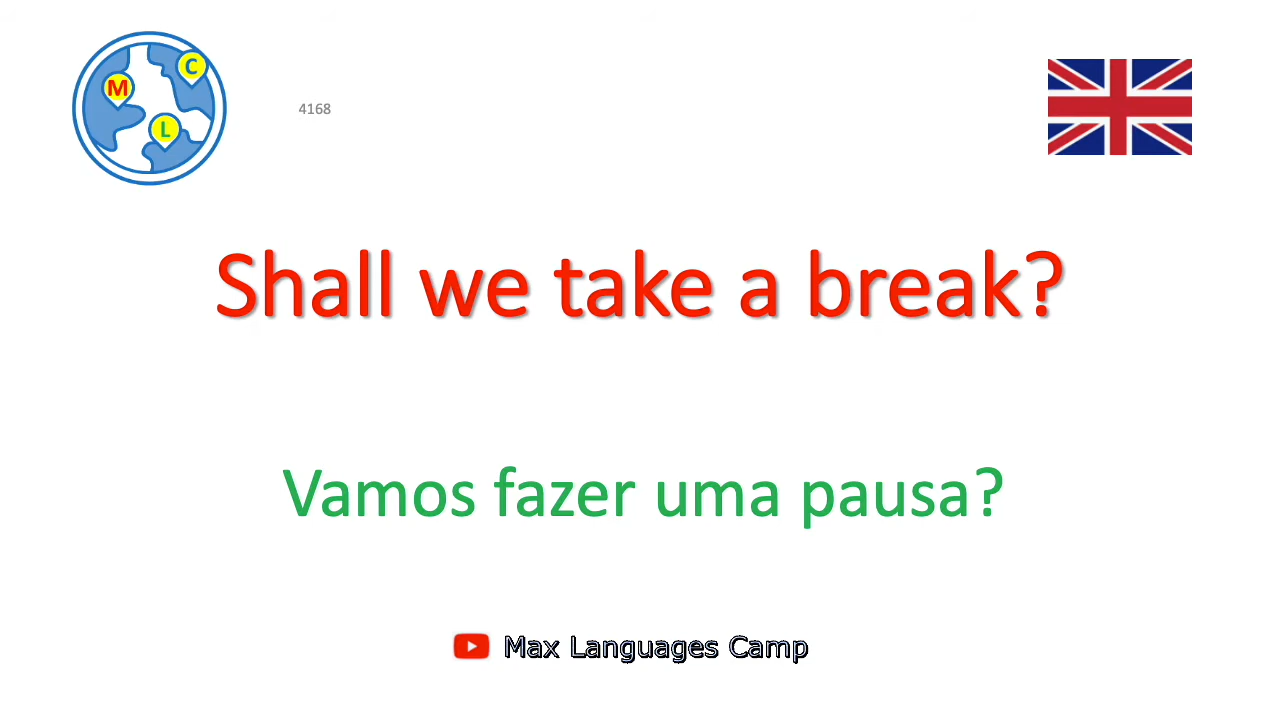 M
C
L
4168
Shall we take a break?
Vamos fazer uma pausa?
Max Languages Camp